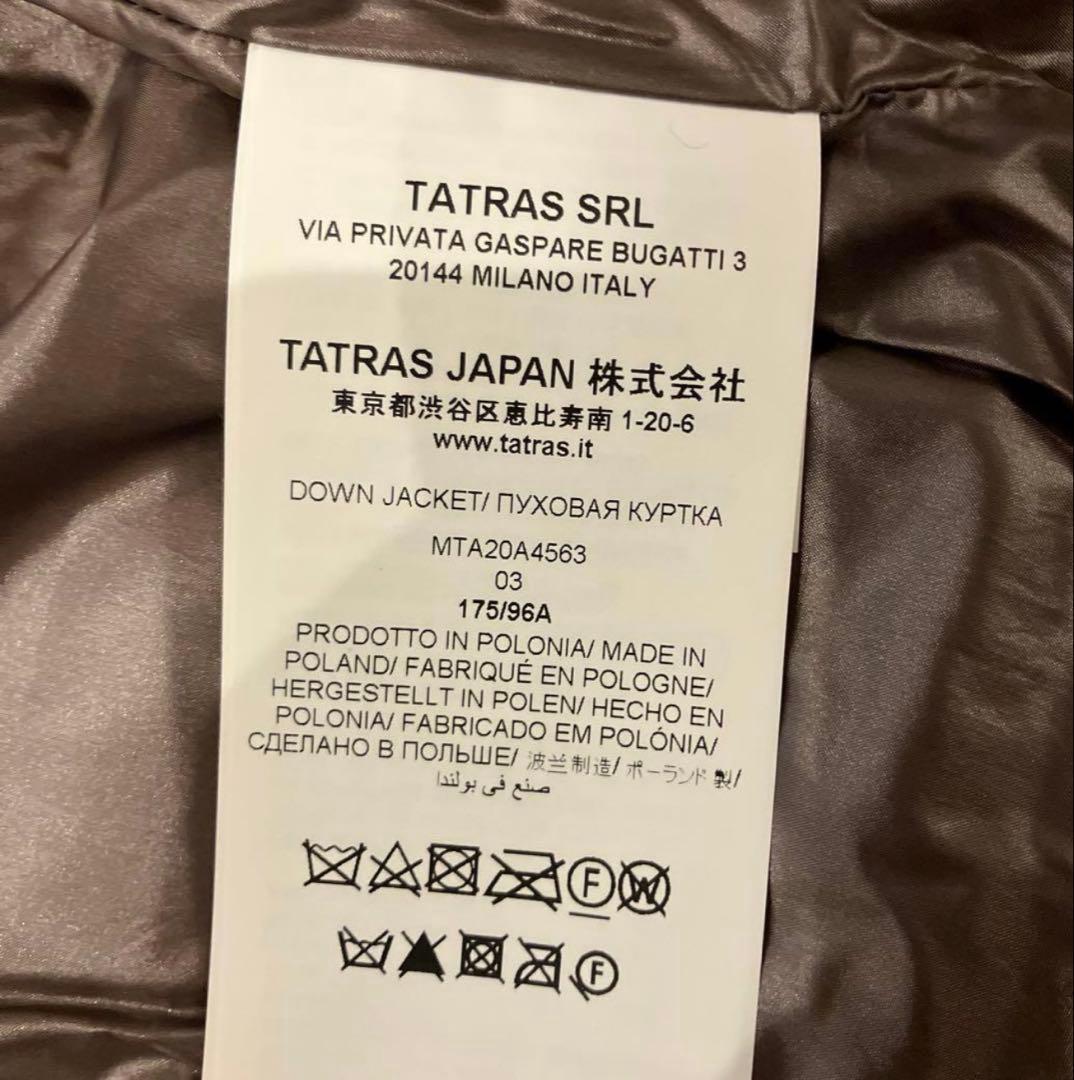 TATRAS SRL
VIA PRIVATA GASPARE BUGATTI 3
20144 MILANO ITALY
TATRAS JAPAN 株式会社
東京都渋谷区恵比寿南 1-20-6
www.tatras.it
DOWN JACKET/ ПУХОВАЯ КУРТКА
MTA20A4563
03
175/96A
PRODOTTO IN POLONIA/ MADE IN
POLAND/ FABRIQUÉ EN POLOGNE/
HERGESTELLT IN POLEN/ HECHO EN
POLONIA/ FABRICADO EM POLÓNIA/
СДЕЛАНО В ПОЛЬШЕ/ 波兰制造/ ポーランド 製/
صنع في بولندا
F W
F